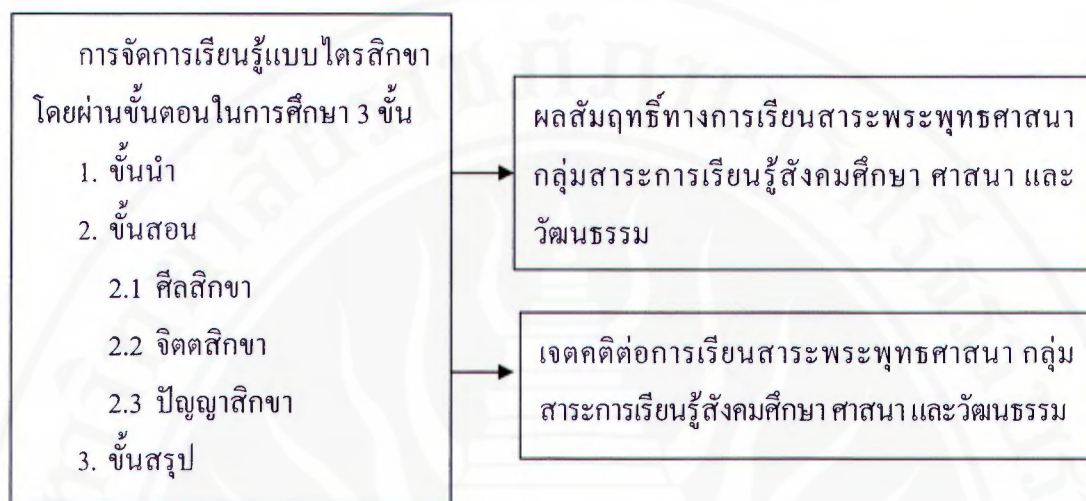 การจัดการเรียนรู้แบบไตรสิกขา
โดยผ่านขั้นตอนในการศึกษา 3 ขั้น
1. ขั้นนำ
2. ขั้นสอน
2.1 ศีลสิกขา
2.2 จิตตสิกขา
2.3 ปัญญาสิกขา
3. ขั้นสรุป
ผลสัมฤทธิ์ทางการเรียนสาระพระพุทธศาสนา
กลุ่มสาระการเรียนรู้สังคมศึกษา ศาสนา และ
วัฒนธรรม
เจตคติต่อการเรียนสาระพระพุทธศาสนา กลุ่ม
สาระการเรียนรู้สังคมศึกษา ศาสนา และวัฒนธรรม